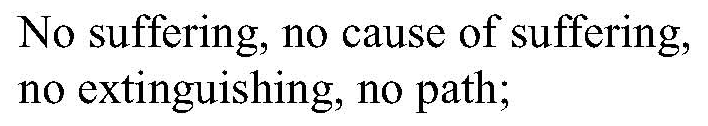 No suffering, no cause of suffering,
no extinguishing, no path;